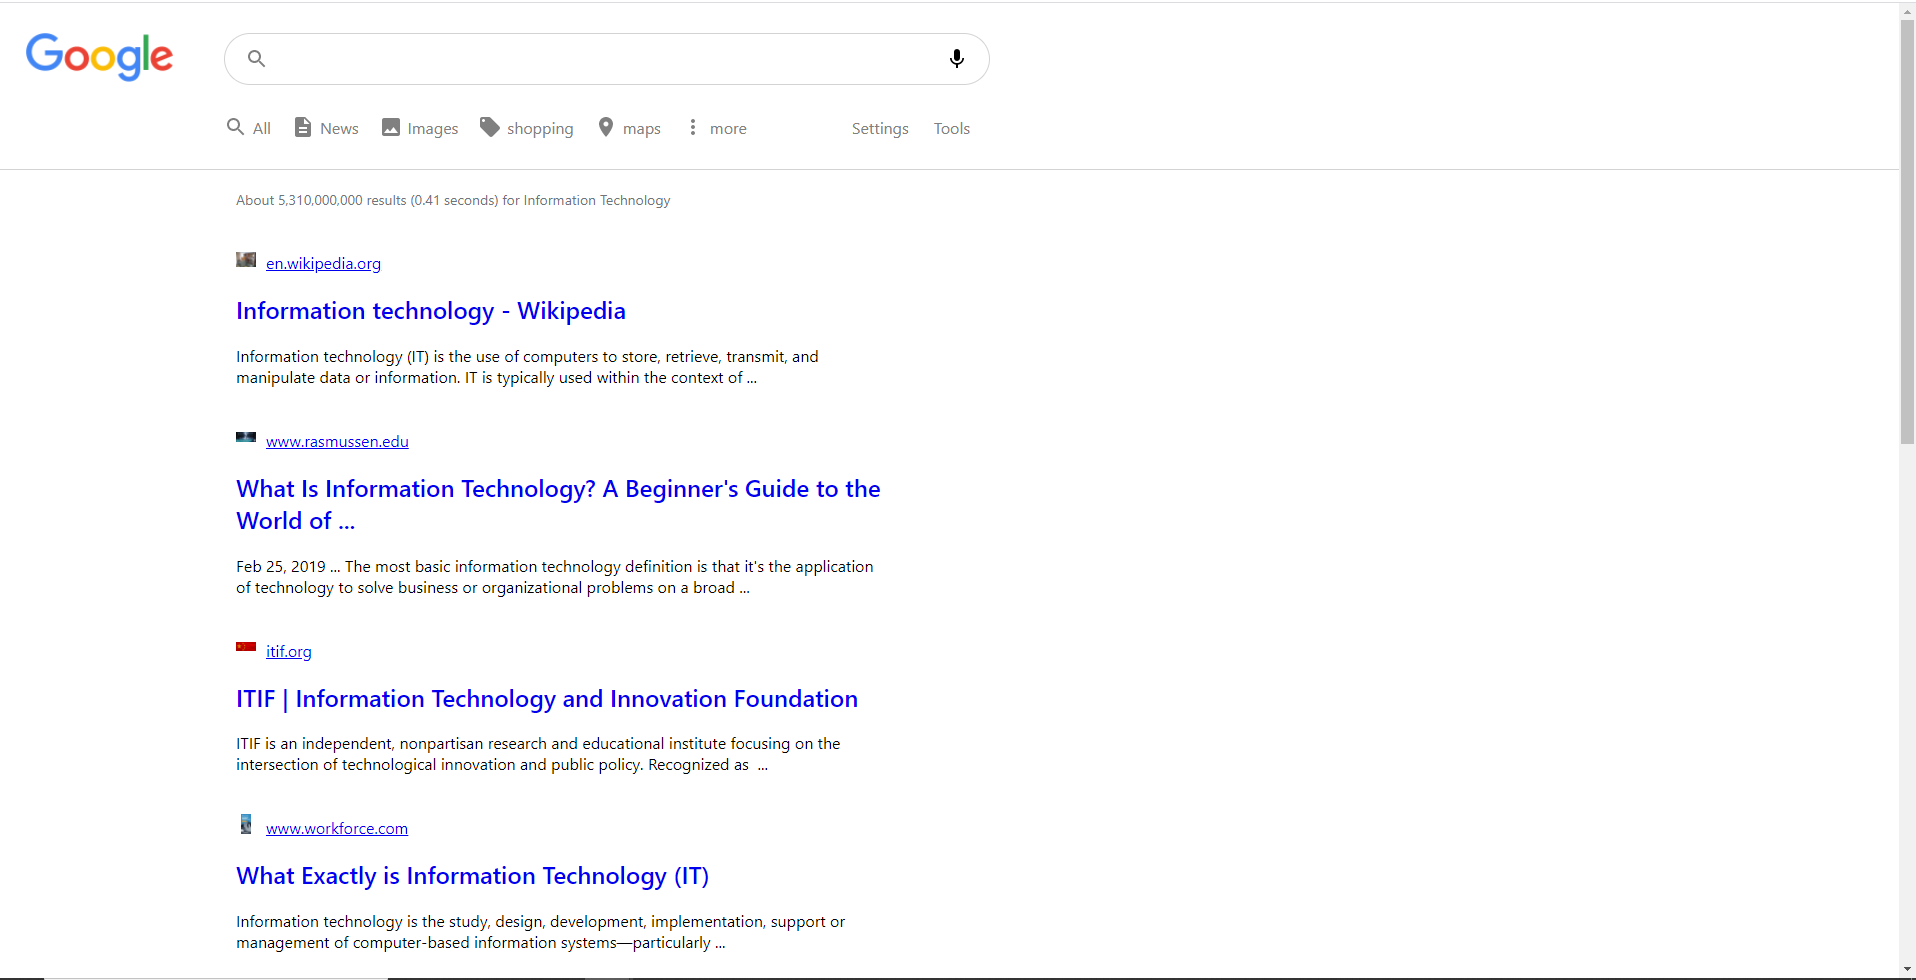 Google
All News Images shopping maps more Settings Tools
About 5,310,000,000 results (0.41 seconds) for Information Technology
en.wikipedia.org
Information technology - Wikipedia
Information technology (IT) is the use of computers to store, retrieve, transmit, and
manipulate data or information. IT is typically used within the context of ...
www.rasmussen.edu
What Is Information Technology? A Beginner's Guide to the
World of ...
Feb 25, 2019 ... The most basic information technology definition is that it's the application
of technology to solve business or organizational problems on a broad ...
itif.org
ITIF | Information Technology and Innovation Foundation
ITIF is an independent, nonpartisan research and educational institute focusing on the
intersection of technological innovation and public policy. Recognized as ...
www.workforce.com
What Exactly is Information Technology (IT)
Information technology is the study, design, development, implementation, support or
management of computer-based information systems—particularly ...